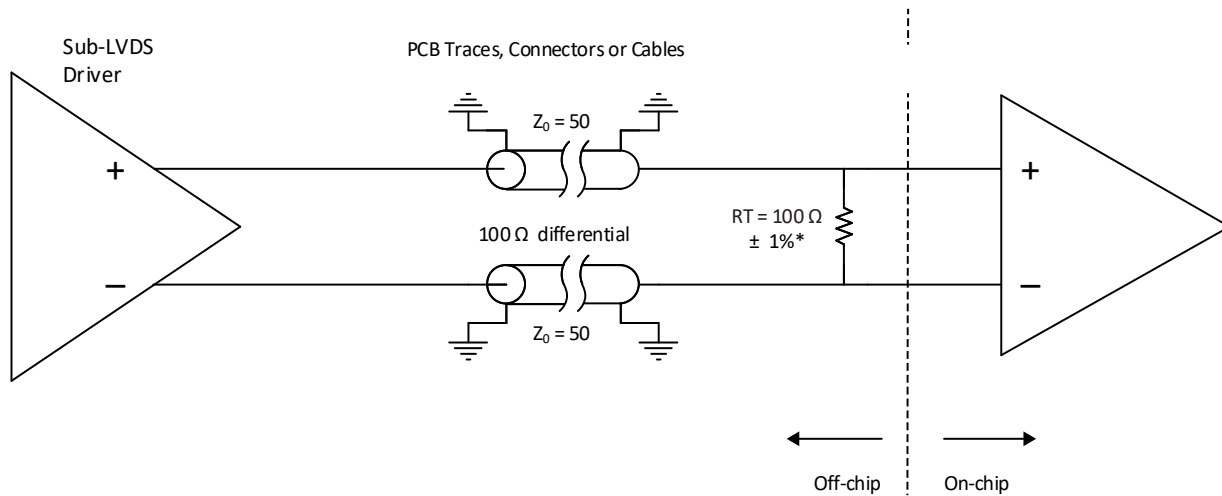 Sub-LVDS
Driver
PCB Traces, Connectors or Cables
Z₀ = 50
+
−
100 Ω differential
Z₀ = 50
RT = 100 Ω
± 1%*
+
−
Off-chip
On-chip